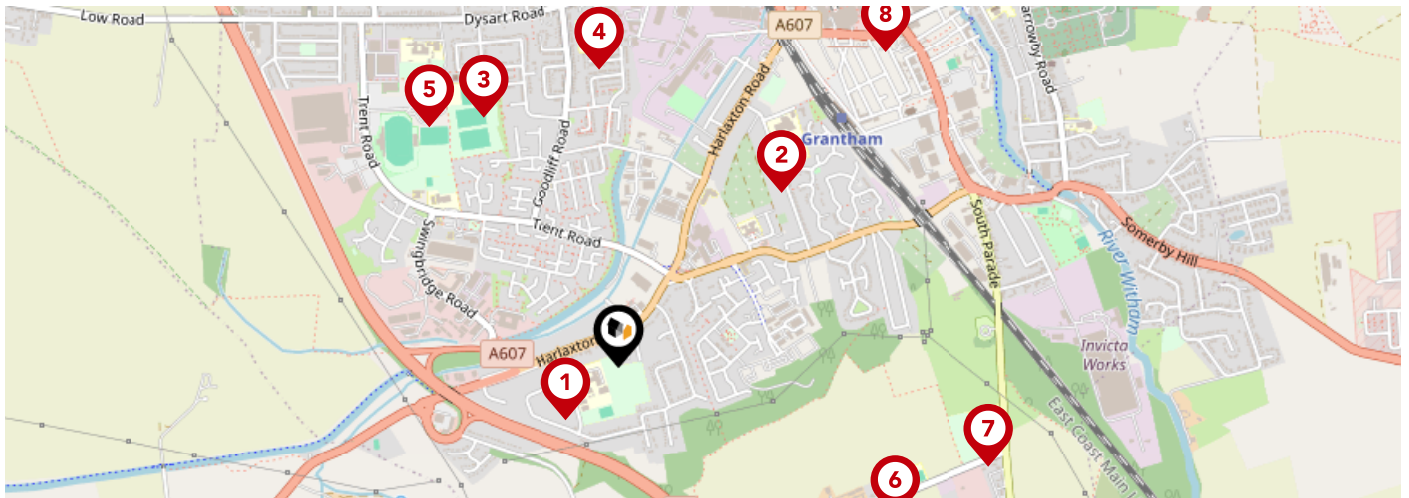 Low Road
Dysart Road
4
8
A607
arrowby Road
5
3
Harlaxton Road
Trent Road
2
Grantham
Goodliff Road
Trent Road
South Parade
Somerby Hill
Swingbridge Road
River Witham
A607
Harlaxton
Invicta
Works
1
East Coast Main L
7
6